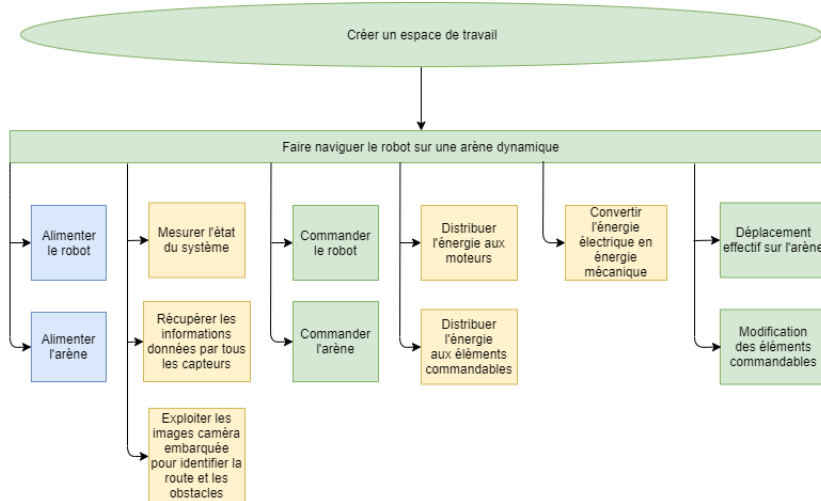 Créer un espace de travail
Faire naviguer le robot sur une arène dynamique
Alimenter
le robot
Mesurer l'état
du système
Commander
le robot
Distribuer
l'énergie aux
moteurs
Convertir
l'énergie
électrique en
énergie
mécanique
Déplacement
effectif sur l'arène
Alimenter
l'arène
Récupérer les
informations
données par tous
les capteurs
Commander
l'arène
Distribuer
l'énergie
aux éléments
commandables
Modification
des éléments
commandables
Exploiter les
images caméra
embarquée
pour identifier la
route et les
obstacles